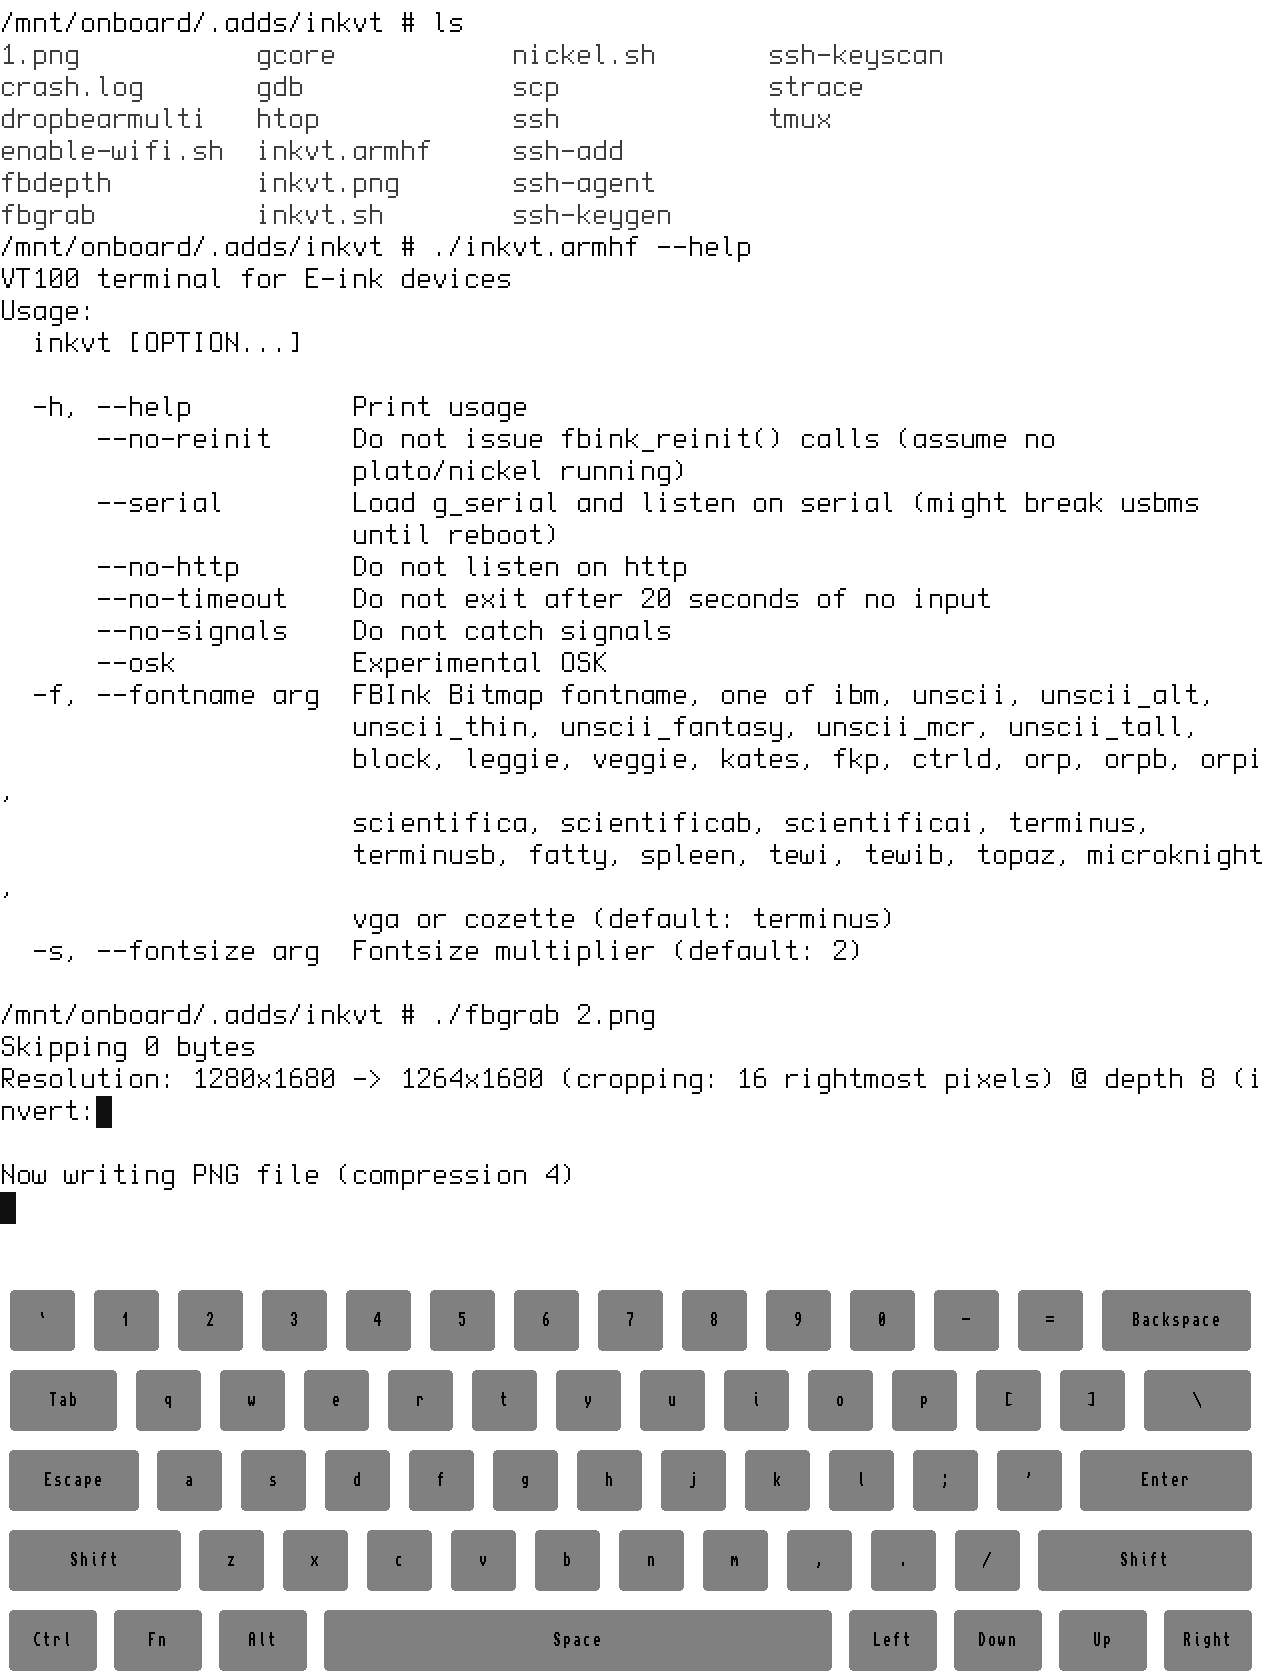 /mnt/onboard/.adds/inkvt # ls
1.png           gcore           nickel.sh       ssh-keyscan
crash.log       gdb             scp             strace
dropbearmulti   htop            ssh             tmux
enable-wifi.sh  inkvt.armhf     ssh-add
fbdepth         inkvt.png       ssh-agent
fbgrab          inkvt.sh        ssh-keygen
/mnt/onboard/.adds/inkvt # ./inkvt.armhf --help
VT100 terminal for E-ink devices
Usage:
  inkvt [OPTION...]

  -h, --help          Print usage
      --no-reinit     Do not issue fbink_reinit() calls (assume no
                      plato/nickel running)
      --serial        Load g_serial and listen on serial (might break usbms
                      until reboot)
      --no-http       Do not listen on http
      --no-timeout    Do not exit after 20 seconds of no input
      --no-signals    Do not catch signals
      --osk           Experimental OSK
  -f, --fontname arg  FBInk Bitmap fontname, one of ibm, unscii, unscii_alt,
                      unscii_thin, unscii_fantasy, unscii_mcr, unscii_tall,
                      block, leggie, veggie, kates, fkp, ctrld, orp, orpb, orpi
,
                      scientifica, scientificab, scientificai, terminus,
                      terminusb, fatty, spleen, tewi, tewib, topaz, microknight
,
                      vga or cozette (default: terminus)
  -s, --fontsize arg  Fontsize multiplier (default: 2)

/mnt/onboard/.adds/inkvt # ./fbgrab 2.png
Skipping 0 bytes
Resolution: 1280x1680 -> 1264x1680 (cropping: 16 rightmost pixels) @ depth 8 (i
nvert:

Now writing PNG file (compression 4)

` 1 2 3 4 5 6 7 8 9 0 - = Backspace
Tab q w e r t y u i o p [ ] \
Escape a s d f g h j k l ; ' Enter
Shift z x c v b n m , . / Shift
Ctrl Fn Alt Space Left Down Up Right